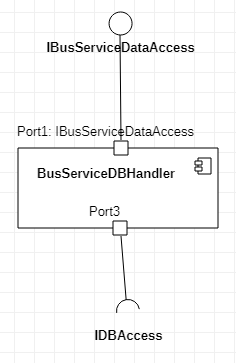 IBusServiceDataAccess
Port1: IBusServiceDataAccess
BusServiceDBHandler
Port3
IDBAccess